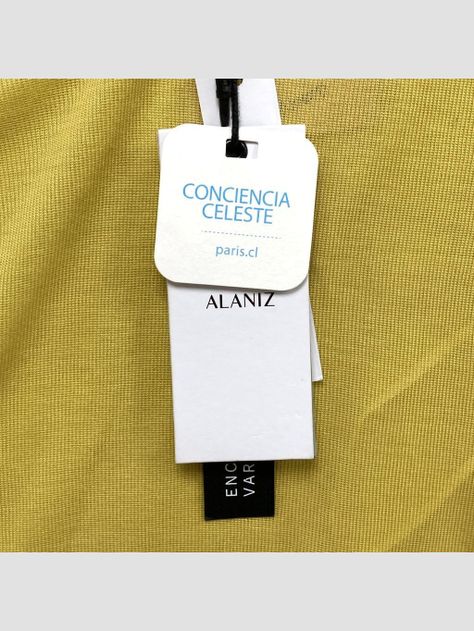 CONCIENCIA
CELESTE
paris.cl
ALANIZ
ENC
VAR